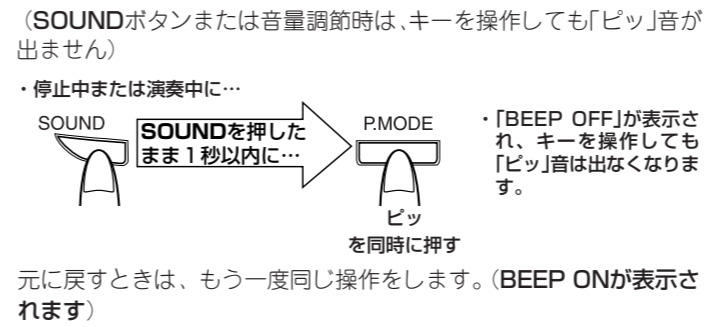 （SOUNDボタンまたは音量調節時は、キーを操作しても「ピッ」音が
出ません）
・停止中または演奏中に…
SOUND
SOUNDを押した
まま１秒以内に…
P.MODE
ピッ
を同時に押す
・「BEEP OFF」が表示さ
れ、キーを操作しても
「ピッ」音は出なくなりま
す。
元に戻すときは、もう一度同じ操作をします。（BEEP ONが表示さ
れます）